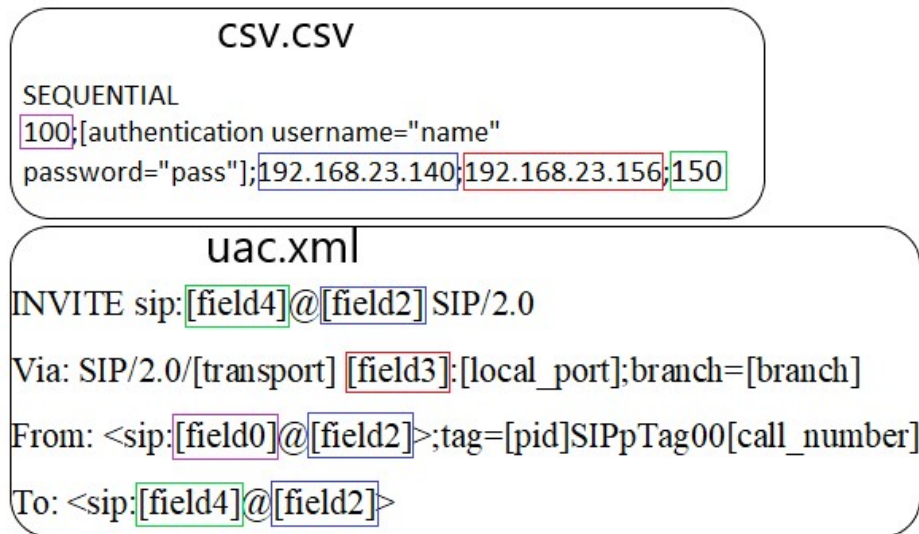 csv.csv
SEQUENTIAL
100;[authentication username="name"
password="pass"];192.168.23.140;192.168.23.156;150
uac.xml
INVITE sip:[field4]@[field2] SIP/2.0
Via: SIP/2.0/[transport] [field3]:[local_port];branch=[branch]
From: <sip:[field0]@[field2]>;tag=[pid]SIPpTag00[call_number]
To: <sip:[field4]@[field2]>